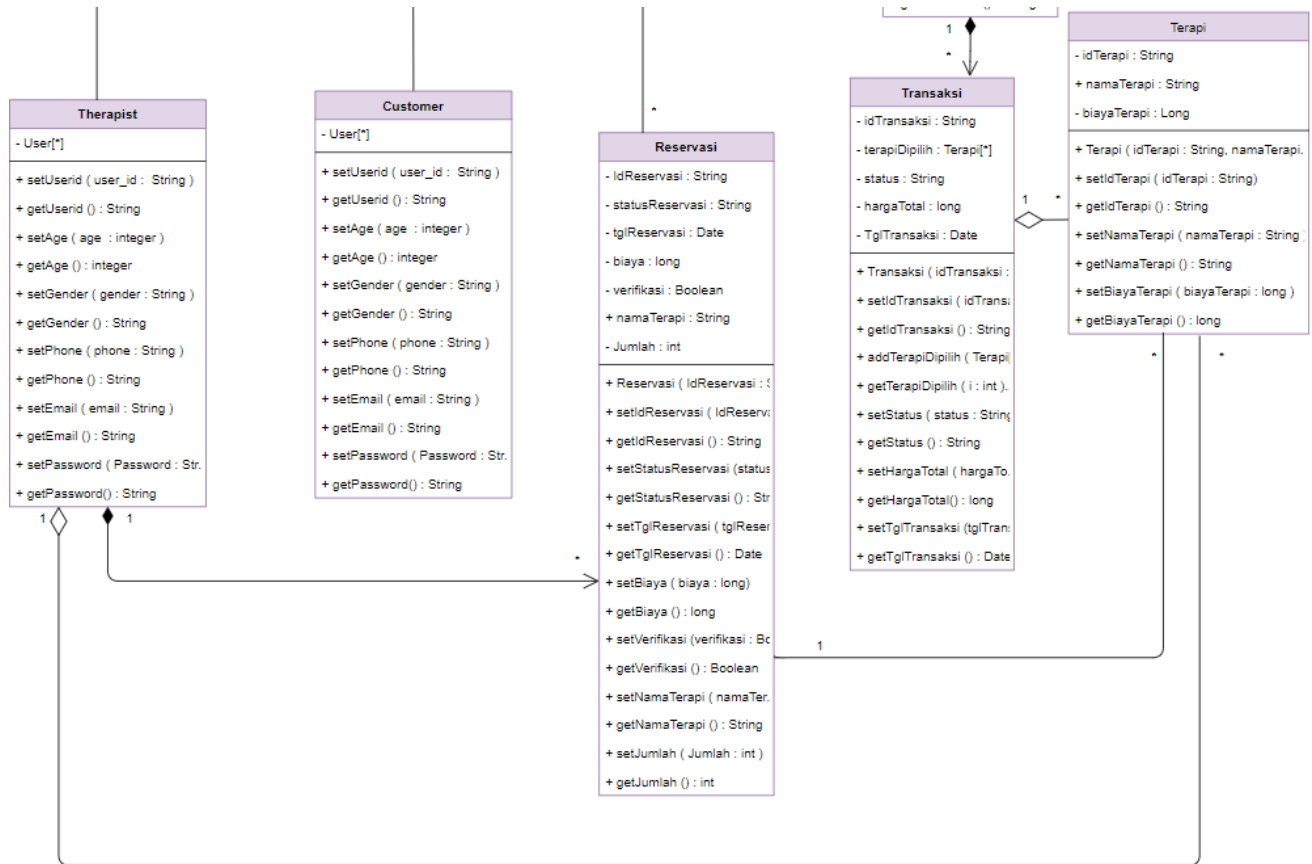 Therapist
- User[*]
+ setUserid ( user_id : String )
+ getUserid () : String
+ setAge ( age : integer )
+ getAge () : integer
+ setGender ( gender : String )
+ getGender () : String
+ setPhone ( phone : String )
+ getPhone () : String
+ setEmail ( email : String )
+ getEmail () : String
+ setPassword ( Password : Str.
+ getPassword() : String
1
1
*
Customer
- User[*]
+ setUserid ( user_id : String )
+ getUserid () : String
+ setAge ( age : integer )
+ getAge () : integer
+ setGender ( gender : String )
+ getGender () : String
+ setPhone ( phone : String )
+ getPhone () : String
+ setEmail ( email : String )
+ getEmail () : String
+ setPassword ( Password : Str.
+ getPassword() : String
*
Reservasi
- IdReservasi : String
- statusReservasi : String
- tglReservasi : Date
- biaya : long
- verifikasi : Boolean
+ namaTerapi : String
- Jumlah : int
+ Reservasi ( IdReservasi :
+ setIdReservasi ( IdReserv
+ getIdReservasi () : String
+ setStatusReservasi (status
+ getStatusReservasi () : Str
+ setTglReservasi ( tglReser
+ getTglReservasi () : Date
+ setBiaya ( biaya : long)
+ getBiaya () : long
+ setVerifikasi (verifikasi : Bo
+ getVerifikasi () : Boolean
+ setNamaTerapi ( namaTer.
+ getNamaTerapi () : String
+ setJumlah ( Jumlah : int )
+ getJumlah () : int
1
1
*
Transaksi
- idTransaksi : String
- terapiDipilih : Terapi[*]
- status : String
- hargaTotal : long
- TglTransaksi : Date
+ Transaksi ( idTransaksi :
+ setIdTransaksi ( idTrans
+ getIdTransaksi () : String
+ addTerapiDipilih ( Terapi
+ getTerapiDipilih ( i : int )..
+ setStatus ( status : String
+ getStatus () : String
+ setHargaTotal ( hargaTo.
+ getHargaTotal() : long
+ setTglTransaksi (tglTran
+ getTglTransaksi () : Date
1
*
Terapi
- idTerapi : String
+ namaTerapi : String
- biayaTerapi : Long
+ Terapi ( idTerapi : String, namaTerapi.
+ setIdTerapi ( idTerapi : String)
+ getIdTerapi () : String
+ setNamaTerapi ( namaTerapi : String
+ getNamaTerapi () : String
+ setBiayaTerapi ( biayaTerapi : long )
+ getBiayaTerapi () : long
*
*